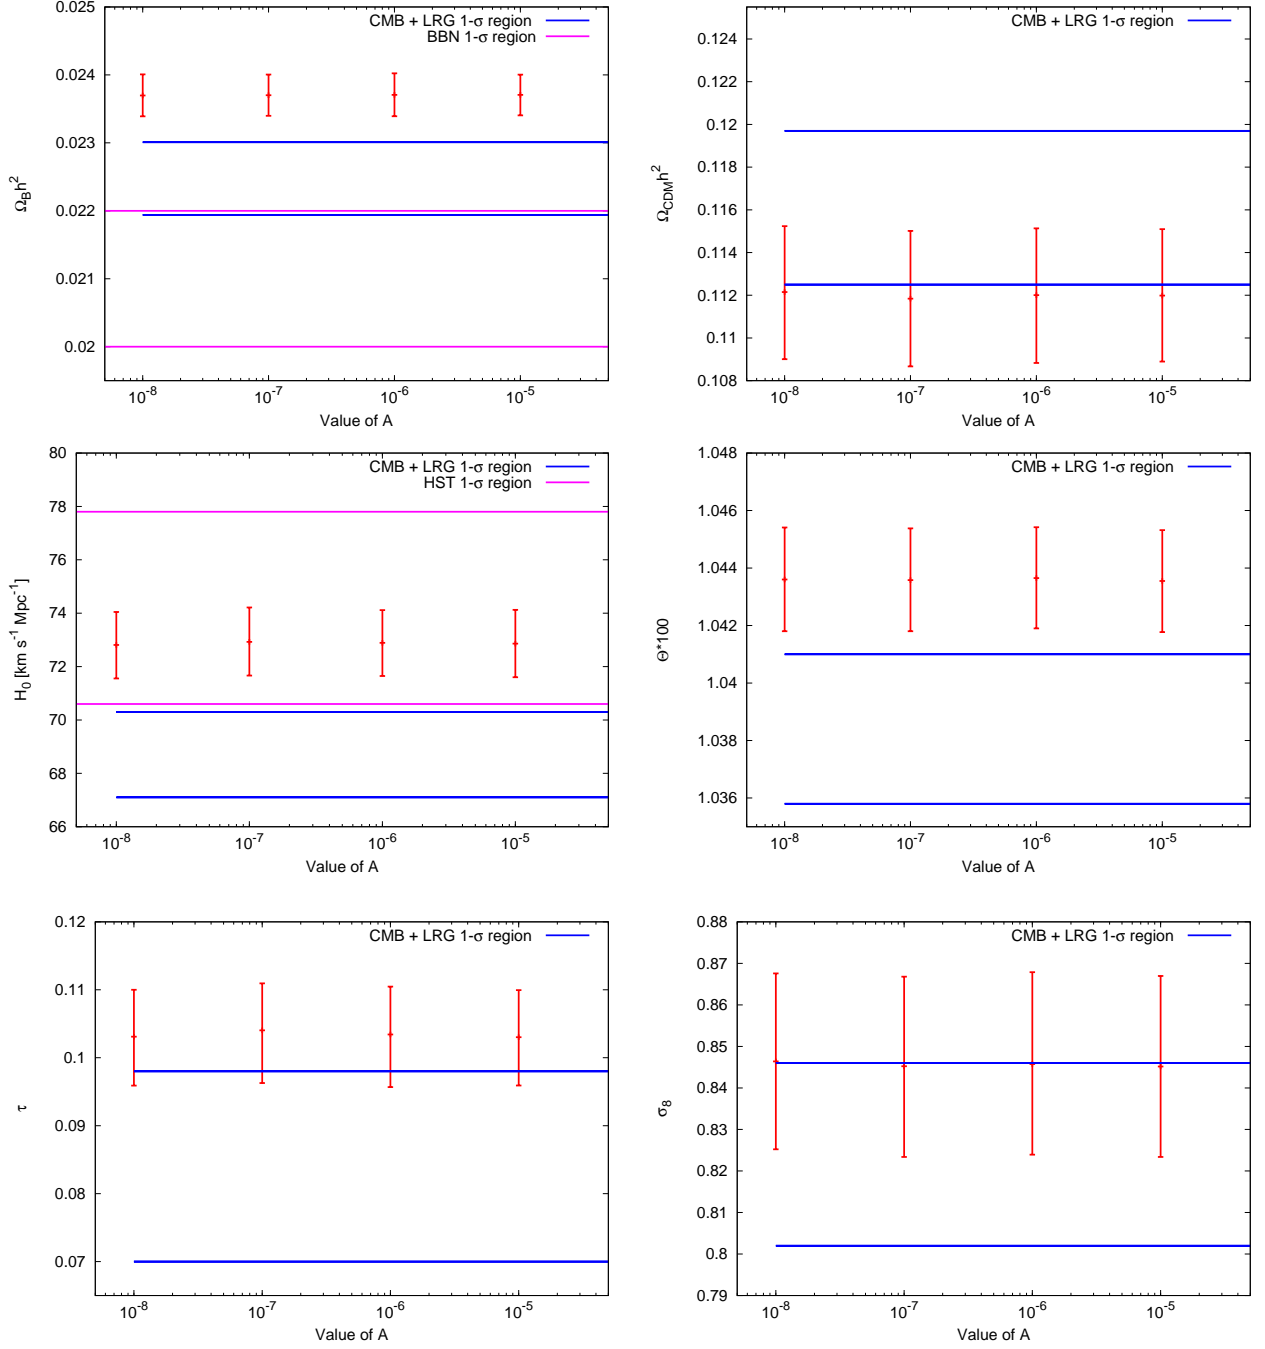 0.025
0.024
0.023
0.022
0.021
0.02
Ω_B h²
CMB + LRG 1-σ region
BBN 1-σ region
10⁻⁸ 10⁻⁷ 10⁻⁶ 10⁻⁵
Value of A
0.124
0.122
0.12
0.118
0.116
0.114
0.112
0.11
0.108
Ω_CDM h²
CMB + LRG 1-σ region
10⁻⁸ 10⁻⁷ 10⁻⁶ 10⁻⁵
Value of A
80
78
76
74
72
70
68
66
H₀ [km s⁻¹ Mpc⁻¹]
CMB + LRG 1-σ region
HST 1-σ region
10⁻⁸ 10⁻⁷ 10⁻⁶ 10⁻⁵
Value of A
1.048
1.046
1.044
1.042
1.04
1.038
1.036
Θ*100
CMB + LRG 1-σ region
10⁻⁸ 10⁻⁷ 10⁻⁶ 10⁻⁵
Value of A
0.12
0.11
0.1
0.09
0.08
0.07
τ
CMB + LRG 1-σ region
10⁻⁸ 10⁻⁷ 10⁻⁶ 10⁻⁵
Value of A
0.88
0.87
0.86
0.85
0.84
0.83
0.82
0.81
0.8
0.79
σ₈
CMB + LRG 1-σ region
10⁻⁸ 10⁻⁷ 10⁻⁶ 10⁻⁵
Value of A